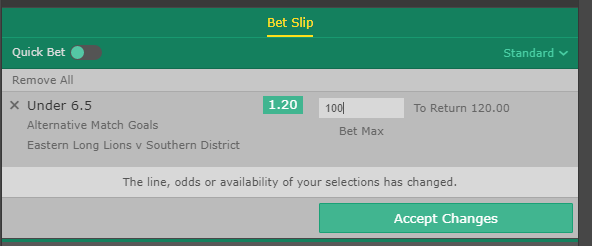 Bet Slip
Quick Bet Standard
Remove All
Under 6.5 1.20 100 To Return 120.00
Alternative Match Goals Bet Max
Eastern Long Lions v Southern District
The line, odds or availability of your selections has changed.
Accept Changes